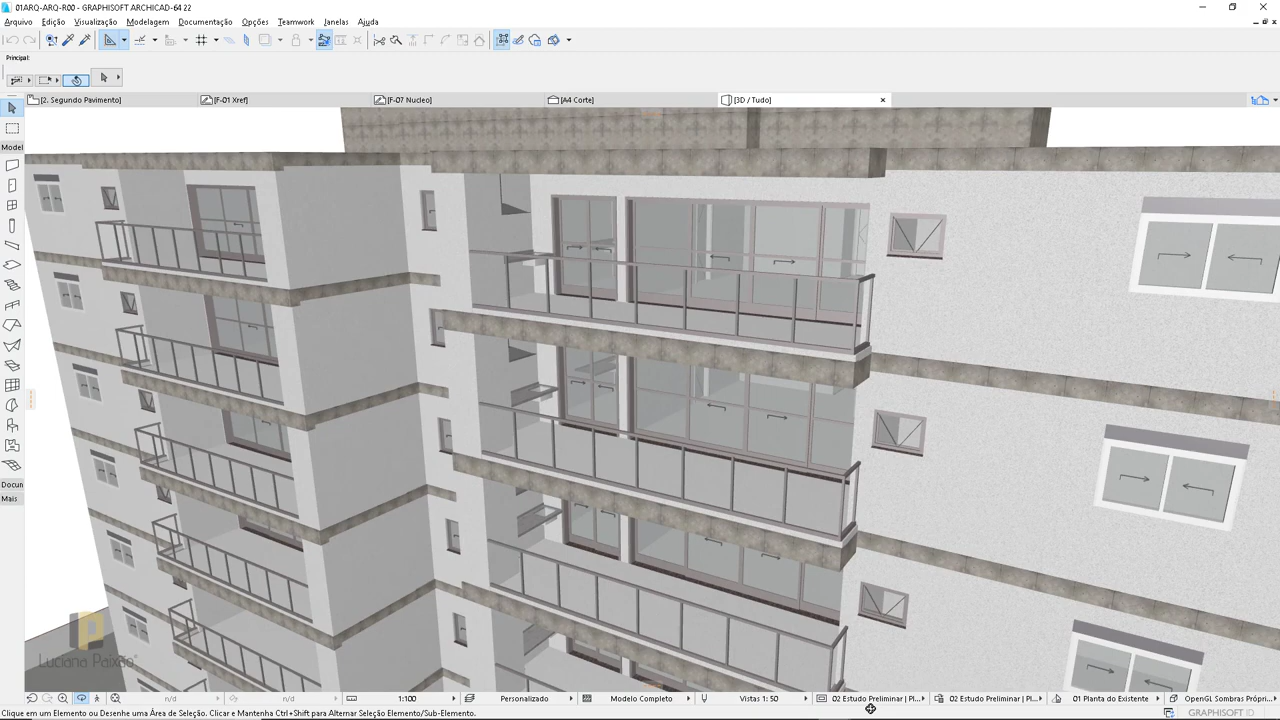 01ARQ-ARQ-R00 - GRAPHISOFT ARCHICAD-64 22
Arquivo Edição Visualização Modelagem Documentação Opções Teamwork Janelas Ajuda
Principal:
[2. Segundo Pavimento] [F-01 Xref] [F-07 Nucleo] [A4 Corte] [3D / Tudo]
Model
Docun
Mais
Luciana Paixão
n/a n/a 1:100 Personalizado Modelo Completo Vistas 1:50 02 Estudo Preliminar | Pl... 02 Estudo Preliminar | Pl... 01 Planta do Existente OpenGL Sombras Própri...
Clique em um Elemento ou Desenhe uma Área de Seleção. Clicar e Mantenha Ctrl+Shift para Alternar Seleção Elemento/Sub-Elemento.
GRAPHISOFT ID